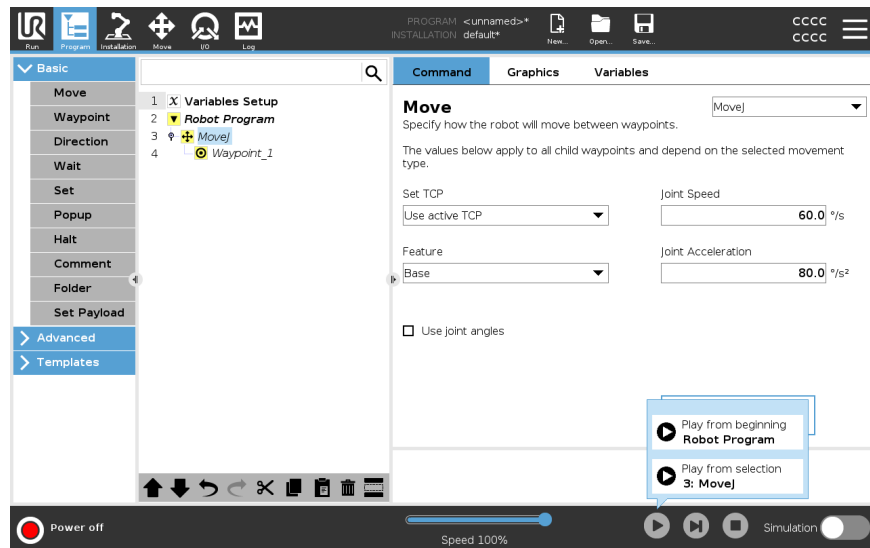 PROGRAM <unnamed>*
INSTALLATION default*
UR
Run
Program
Installation
Move
I/O
Log
New...
Open...
Save...
CCCC
CCCC
Basic
Move
Waypoint
Direction
Wait
Set
Popup
Halt
Comment
Folder
Set Payload
Advanced
Templates
1 X Variables Setup
2 Robot Program
3 MoveJ
4 Waypoint_1
Command Graphics Variables
Move
MoveJ
Specify how the robot will move between waypoints.
The values below apply to all child waypoints and depend on the selected movement
type.
Set TCP
Joint Speed
Use active TCP
60.0 °/s
Feature
Joint Acceleration
Base
80.0 °/s²
Use joint angles
Play from beginning
Robot Program
Play from selection
3: MoveJ
Power off
Speed 100%
Simulation